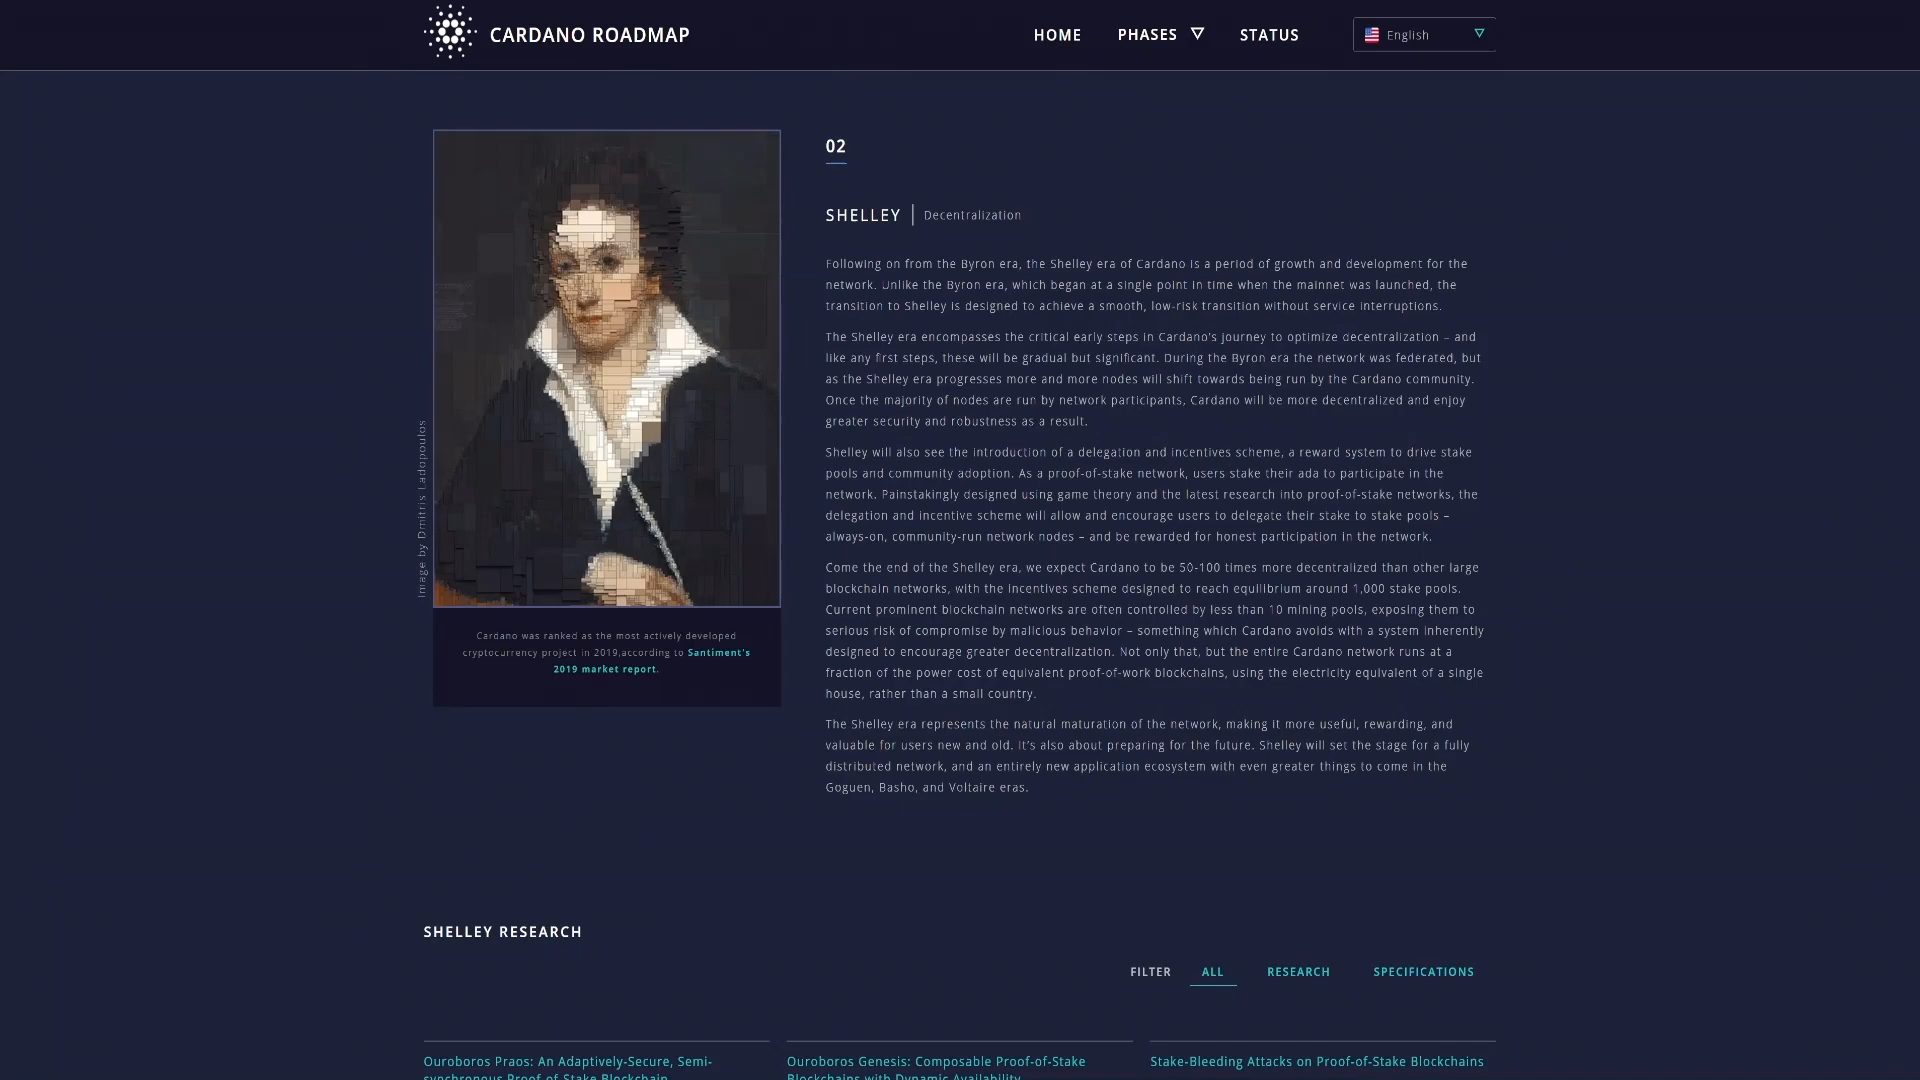 CARDANO ROADMAP
HOME
PHASES
STATUS
English
02
SHELLEY
Decentralization
Following on from the Byron era, the Shelley era of Cardano is a period of growth and development for the
network. Unlike the Byron era, which began at a single point in time when the mainnet was launched, the
transition to Shelley is designed to achieve a smooth, low-risk transition without service interruptions.
The Shelley era encompasses the critical early steps in Cardano's journey to optimize decentralization – and
like any first steps, these will be gradual but significant. During the Byron era the network was federated, but
as the Shelley era progresses more and more nodes will shift towards being run by the Cardano community.
Once the majority of nodes are run by network participants, Cardano will be more decentralized and enjoy
greater security and robustness as a result.
Shelley will also see the introduction of a delegation and incentives scheme, a reward system to drive stake
pools and community adoption. As a proof-of-stake network, users stake their ada to participate in the
network. Painstakingly designed using game theory and the latest research into proof-of-stake networks, the
delegation and incentive scheme will allow and encourage users to delegate their stake to stake pools –
always-on, community-run network nodes – and be rewarded for honest participation in the network.
Come the end of the Shelley era, we expect Cardano to be 50-100 times more decentralized than other large
blockchain networks, with the incentives scheme designed to reach equilibrium around 1,000 stake pools.
Current prominent blockchain networks are often controlled by less than 10 mining pools, exposing them to
serious risk of compromise by malicious behavior – something which Cardano avoids with a system inherently
designed to encourage greater decentralization. Not only that, but the entire Cardano network runs at a
fraction of the power cost of equivalent proof-of-work blockchains, using the electricity equivalent of a single
house, rather than a small country.
The Shelley era represents the natural maturation of the network, making it more useful, rewarding, and
valuable for users new and old. It's also about preparing for the future. Shelley will set the stage for a fully
distributed network, and an entirely new application ecosystem with even greater things to come in the
Goguen, Basho, and Voltaire eras.
Image by Dmitris Ladopoulos
Cardano was ranked as the most actively developed
cryptocurrency project in 2019,according to Santiment's
2019 market report.
SHELLEY RESEARCH
FILTER
ALL
RESEARCH
SPECIFICATIONS
Ouroboros Praos: An Adaptively-Secure, Semi-
synchronous Proof-of-Stake Blockchain
Ouroboros Genesis: Composable Proof-of-Stake
Blockchains with Dynamic Availability
Stake-Bleeding Attacks on Proof-of-Stake Blockchains